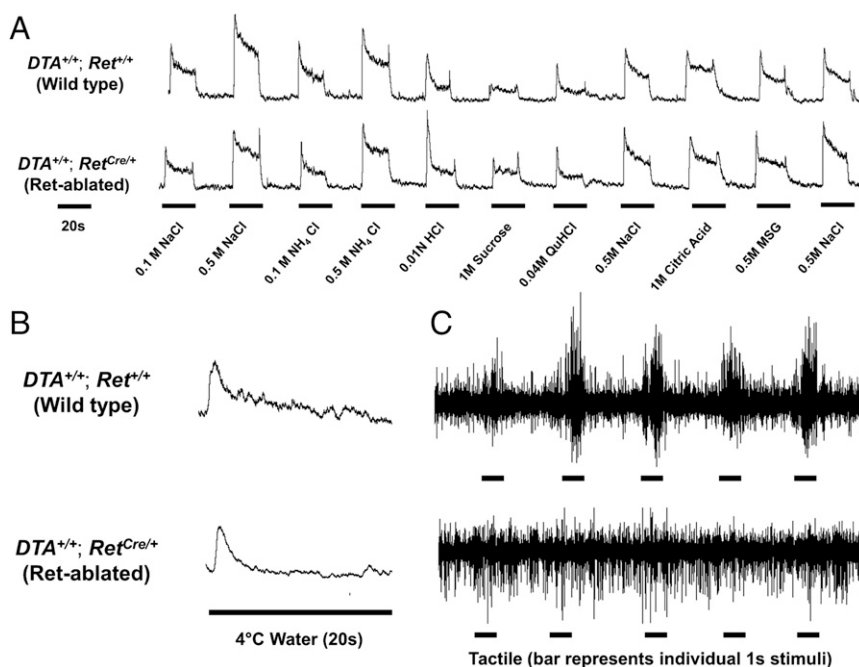 A
DTA+/+; Ret+/+
(Wild type)
DTA+/+; RetCre/+
(Ret-ablated)
20s
0.1 M NaCl
0.5 M NaCl
0.1 M NH4 Cl
0.5 M NH4 Cl
0.01N HCl
1M Sucrose
0.04M QuHCl
0.5M NaCl
1M Citric Acid
0.5M MSG
0.5M NaCl
B
DTA+/+; Ret+/+
(Wild type)
DTA+/+; RetCre/+
(Ret-ablated)
4°C Water (20s)
C
Tactile (bar represents individual 1s stimuli)